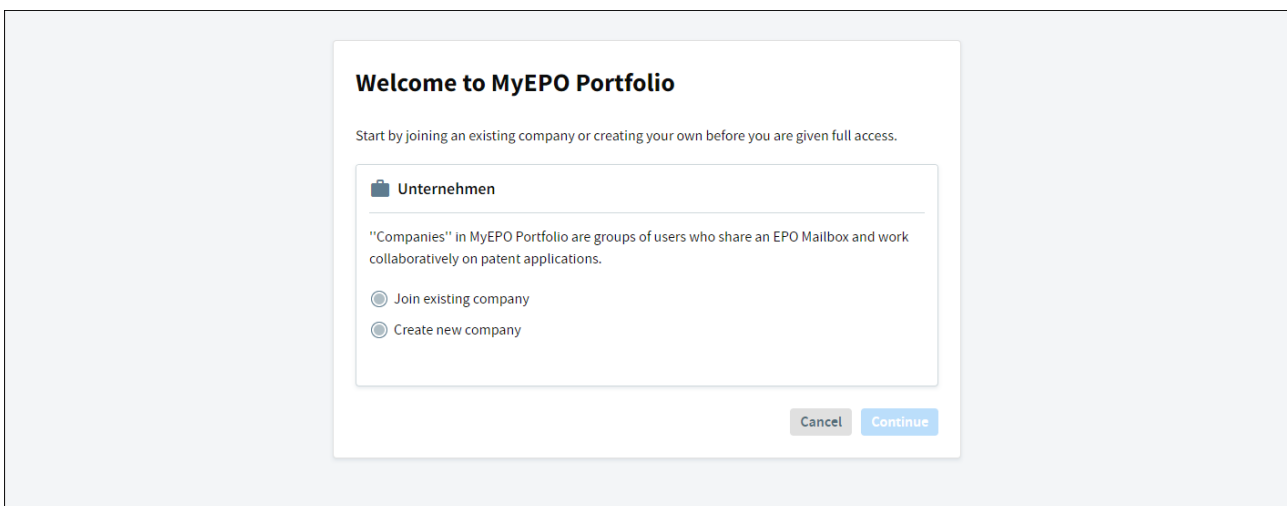 Welcome to MyEPO Portfolio
Start by joining an existing company or creating your own before you are given full access.
Unternehmen
''Companies'' in MyEPO Portfolio are groups of users who share an EPO Mailbox and work
collaboratively on patent applications.
Join existing company
Create new company
Cancel Continue